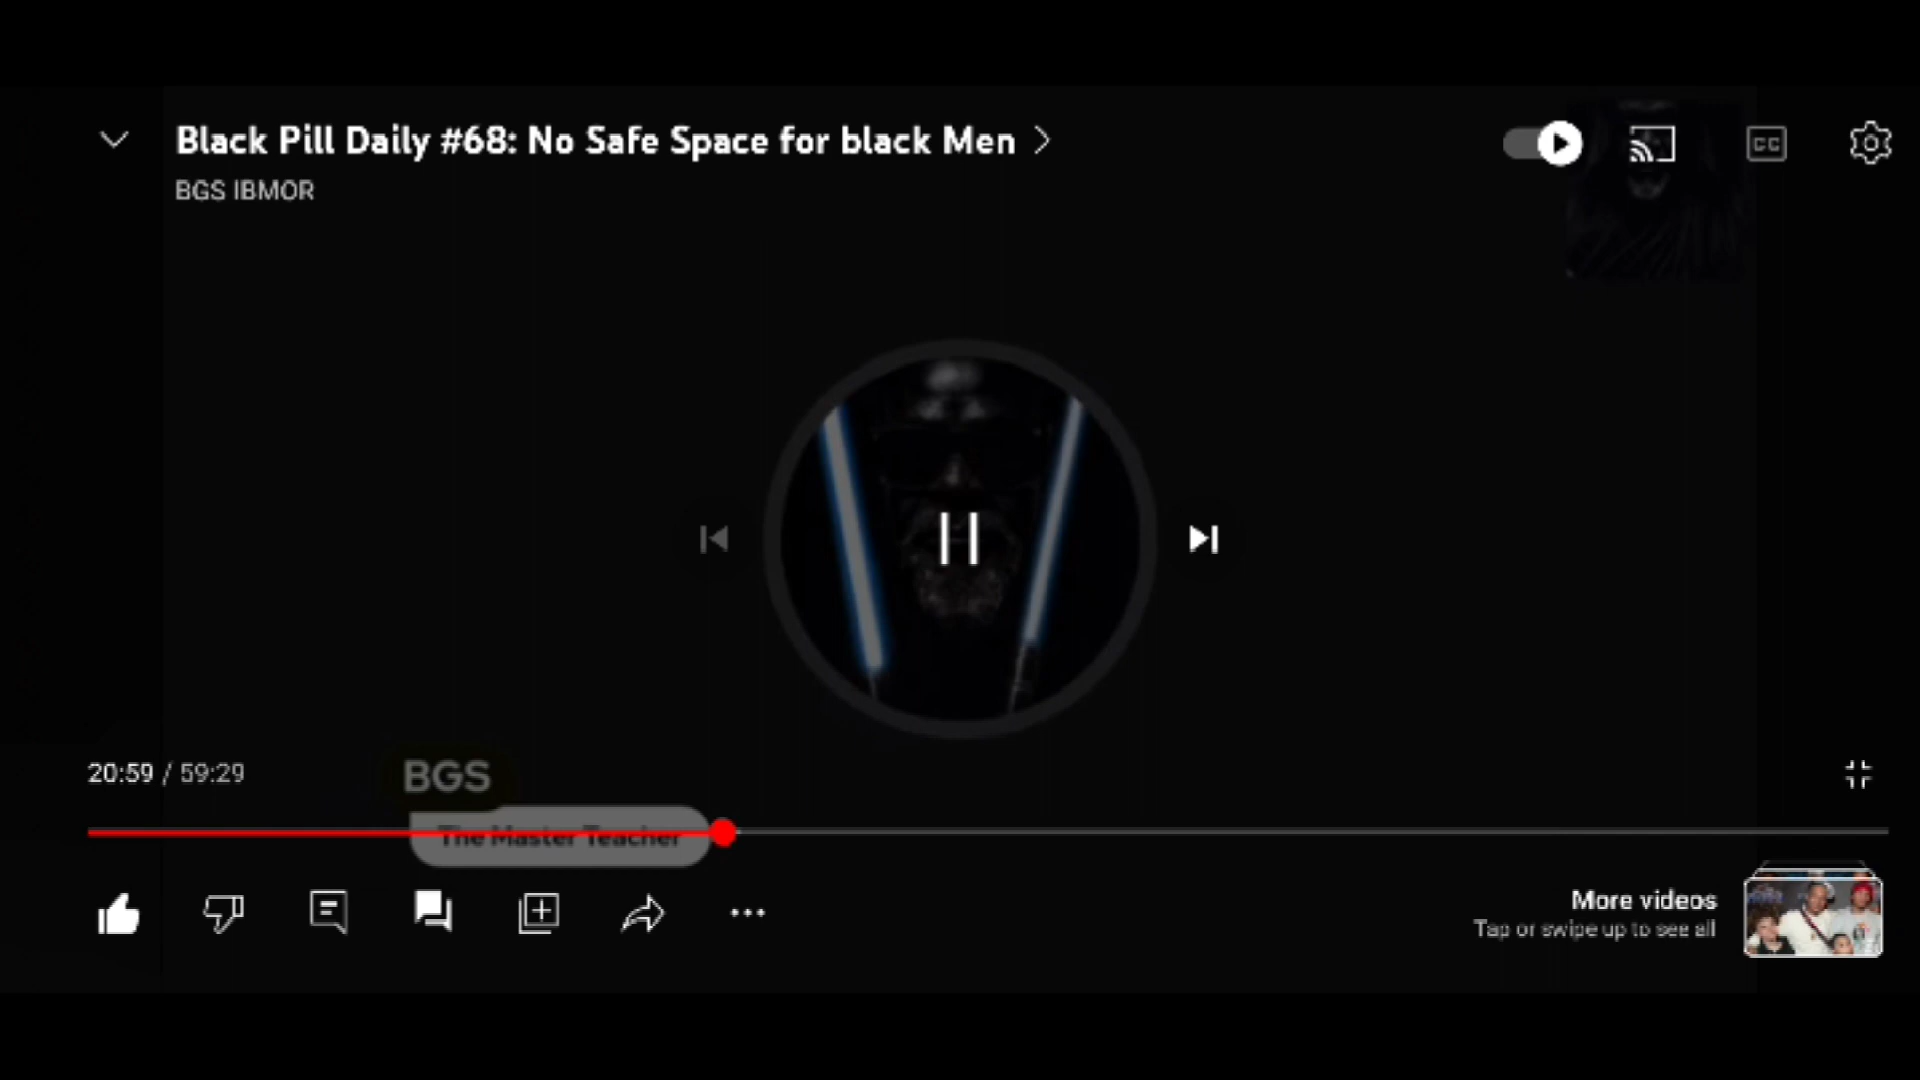 Black Pill Daily #68: No Safe Space for black Men
BGS IBMOR
CC
20:59 / 59:29
BGS
The Master Teacher
More videos
Tap or swipe up to see all